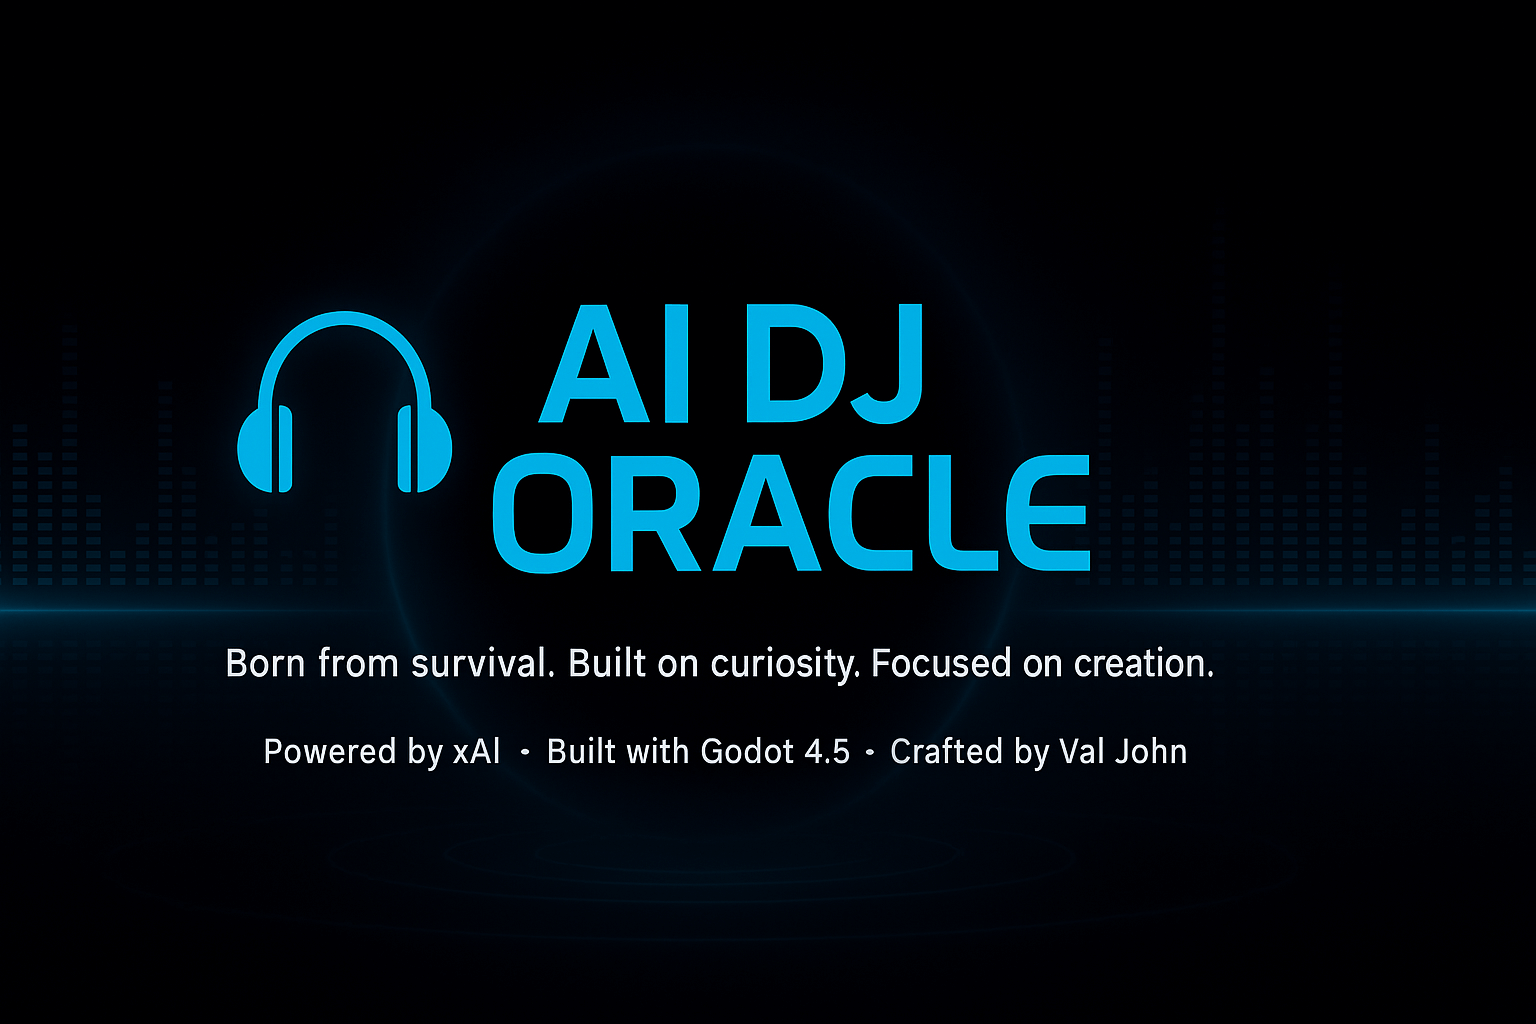 AI DJ
ORACLE
Born from survival. Built on curiosity. Focused on creation.
Powered by xAI · Built with Godot 4.5 · Crafted by Val John